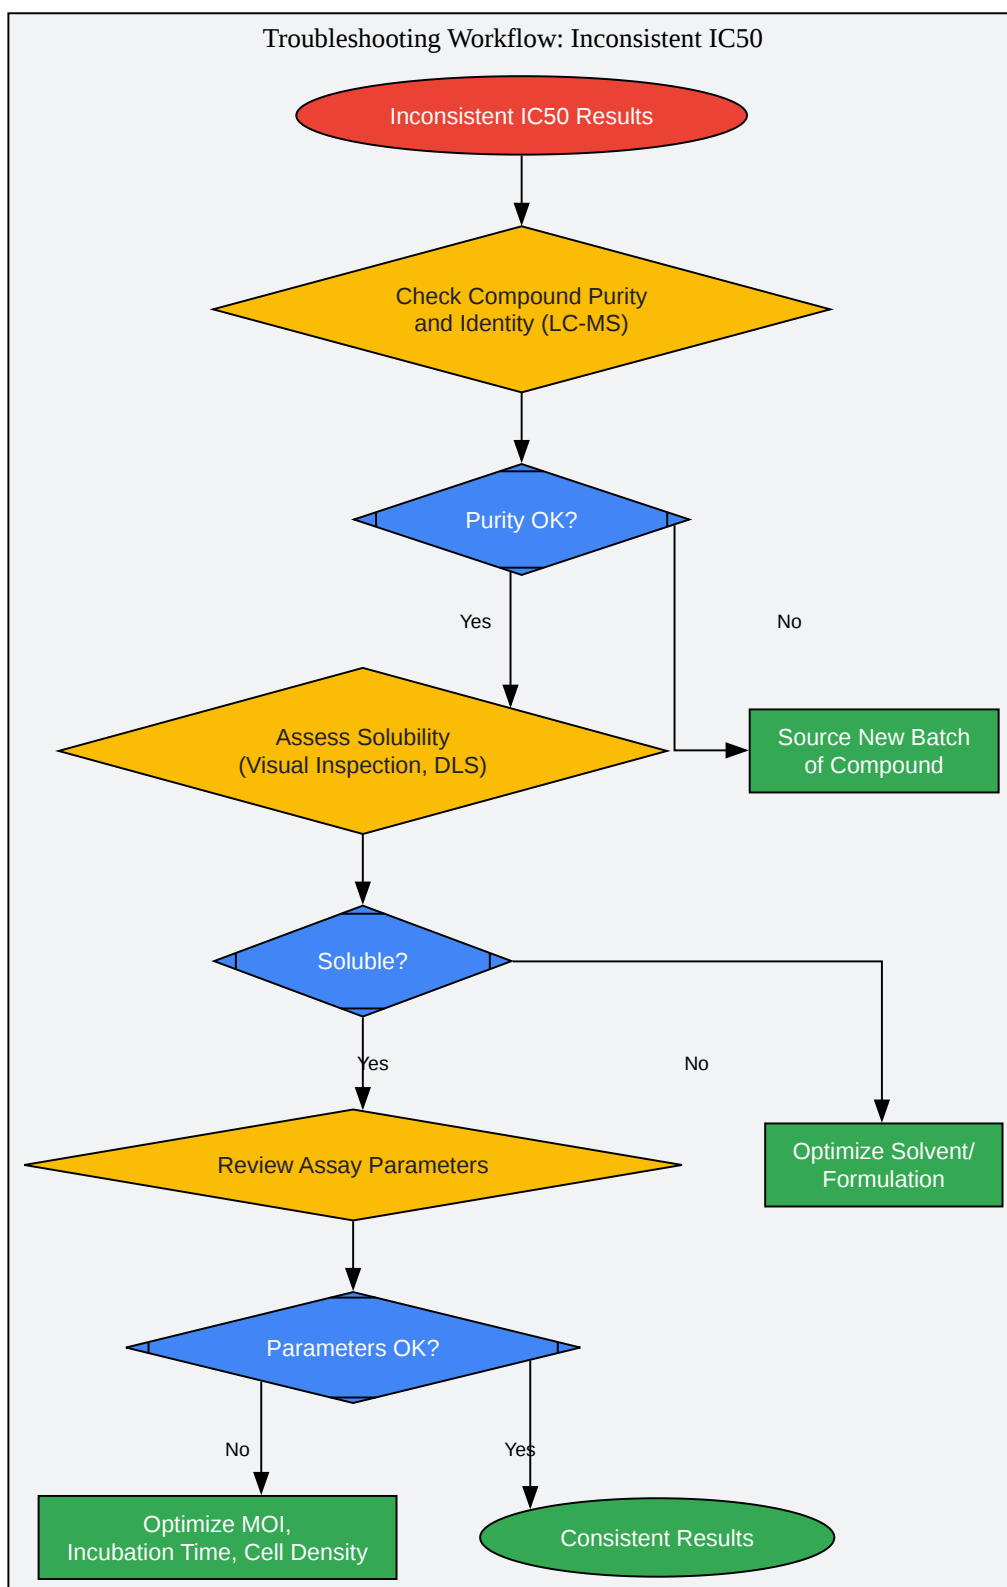 Troubleshooting Workflow: Inconsistent IC50
Inconsistent IC50 Results
Check Compound Purity
and Identity (LC-MS)
Purity OK?
Yes
No
Assess Solubility
(Visual Inspection, DLS)
Source New Batch
of Compound
Soluble?
Yes
No
Review Assay Parameters
Optimize Solvent/
Formulation
Parameters OK?
No
Yes
Optimize MOI,
Incubation Time, Cell Density
Consistent Results